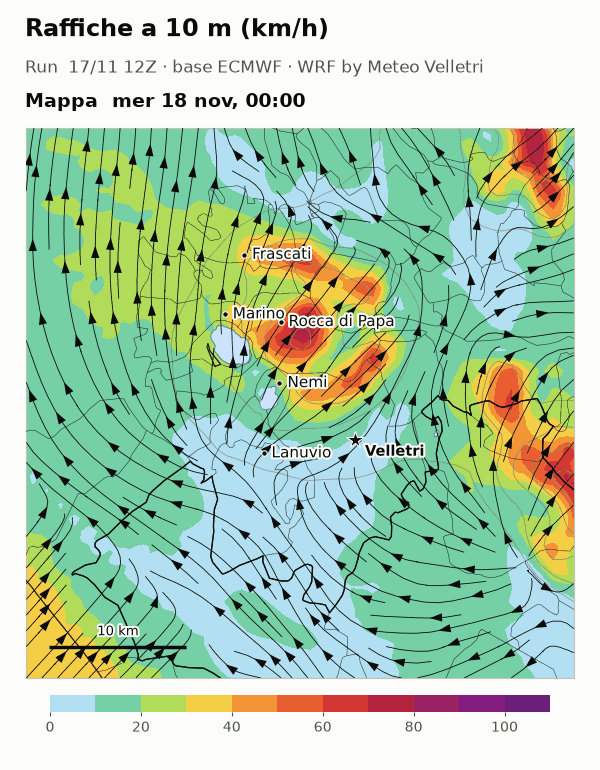 Raffiche a 10 m (km/h)
Run  17/11 12Z · base ECMWF · WRF by Meteo Velletri
Mappa  mer 18 nov, 00:00
Frascati
Marino
Rocca di Papa
Nemi
Velletri
Lanuvio
10 km
0 20 40 60 80 100